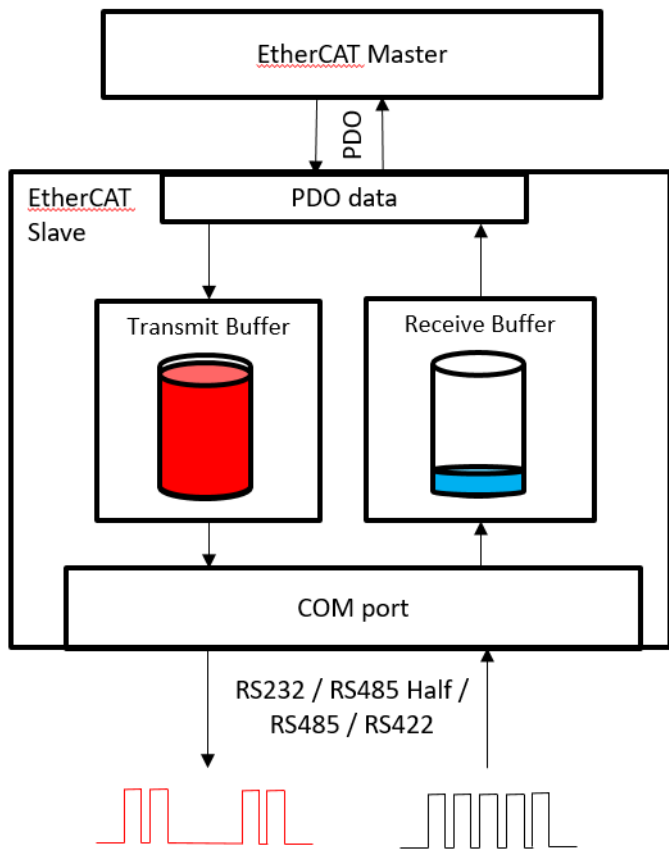 EtherCAT Master
PDO
EtherCAT
Slave
PDO data
Transmit Buffer
Receive Buffer
COM port
RS232 / RS485 Half /
RS485 / RS422